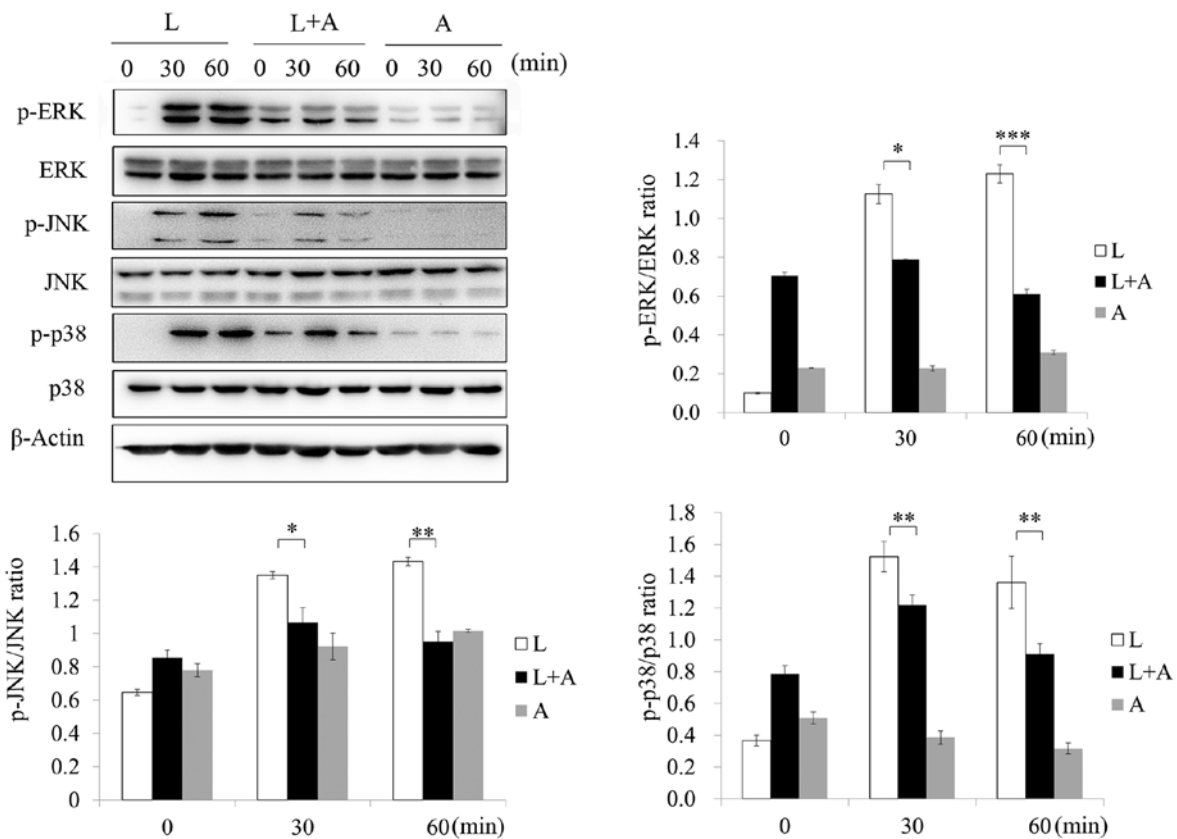 L L+A A
0 30 60 0 30 60 0 30 60 (min)
p-ERK
ERK
p-JNK
JNK
p-p38
p38
β-Actin
p-ERK/ERK ratio
1.4
1.2
1.0
0.8
0.6
0.4
0.2
0.0
* ***
0 30 60 (min)
L
L+A
A
p-JNK/JNK ratio
1.6
1.4
1.2
1
0.8
0.6
0.4
0.2
0
* **
0 30 60 (min)
L
L+A
A
p-p38/p38 ratio
1.8
1.6
1.4
1.2
1.0
0.8
0.6
0.4
0.2
0.0
** **
0 30 60 (min)
L
L+A
A